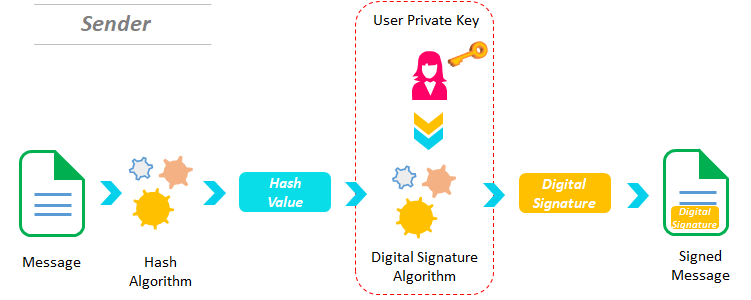 Sender
User Private Key
Hash
Value
Digital
Signature
Digital
Signature
Message
Hash
Algorithm
Digital Signature
Algorithm
Signed
Message